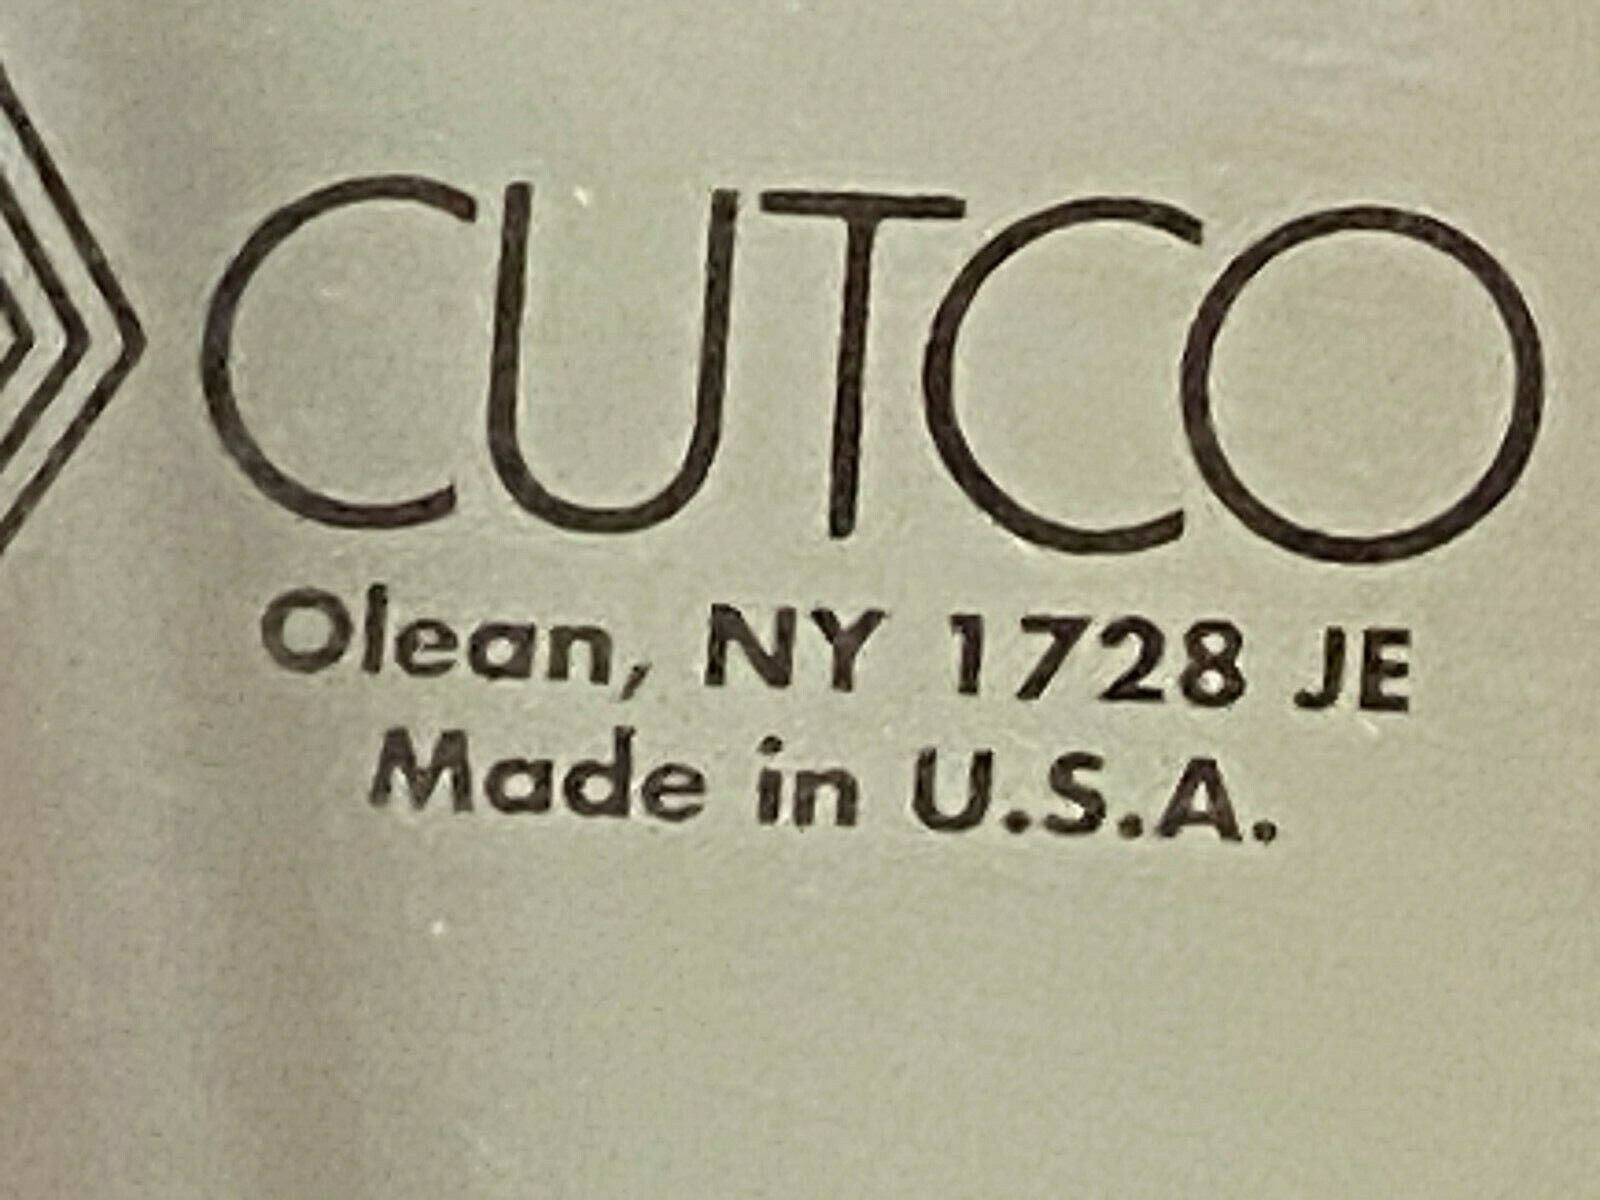 CUTCO
Olean, NY 1728 JE
Made in U.S.A.